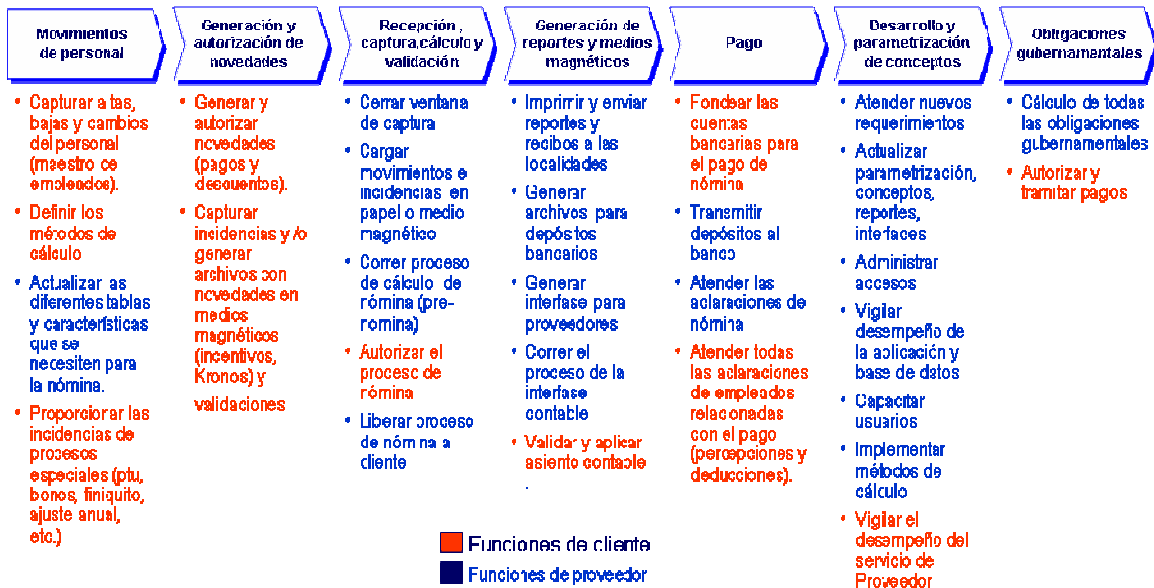 Movimientos
de personal
Generación y
autorización de
novedades
Recepción ,
captura,cálculo y
validación
Generación de
reportes y medios
magnéticos
Pago
Desarrollo y
parametrización
de conceptos
Obligaciones
gubernamentales
• Capturar a tas,
bajas y cambios
del personal
(maestro de
empleados).
• Definir los
métodos de
cálculo
• Actualizar as
diferentes tablas
y características
que se
necesiten para
la nómina.
• Proporcionar las
incidencias de
procesos
especiales (ptu,
bonos, finiquito,
ajuste anual,
etc.)
• Generar y
autorizar
novedades
(pagos y
descuentos).
• Capturar
incidencias y /o
generar
archivos con
novedades en
medios
magnéticos
(incentivos,
Kronos) y
validaciones
• Cerrar ventana
de captura
• Cargar
movimientos e
incidencias en
papel o medio
magnético
• Correr proceso
de cálculo de
nómina (pre-
nomina)
• Autorizar el
proceso de
nómina
• Liberar proceso
de nómina a
cliente
• Imprimir y enviar
reportes y
recibos a las
localidades
• Generar
archivos para
depósitos
bancarios
• Generar
interfase para
proveedores
• Correr el
proceso de la
interfase
contable
• Validar y aplicar
asiento contable
.
• Fondear las
cuentas
bancarias para
el pago de
nómina
• Transmitir
depósitos al
banco
• Atender las
aclaraciones de
nómina
• Atender todas
las aclaraciones
de empleados
relacionadas
con el pago
(percepciones y
deducciones).
• Atender nuevos
requerimientos
• Actualizar
parametrización,
conceptos,
reportes,
interfaces
• Administrar
accesos
• Vigilar
desempeño de
la aplicación y
base de datos
• Capacitar
usuarios
• Implementar
métodos de
cálculo
• Vigilar el
desempeño del
servicio de
Proveedor
• Cálculo de todas
las obligaciones
gubernamentales
• Autorizar y
tramitar pagos
Funciones de cliente
Funciones de proveedor